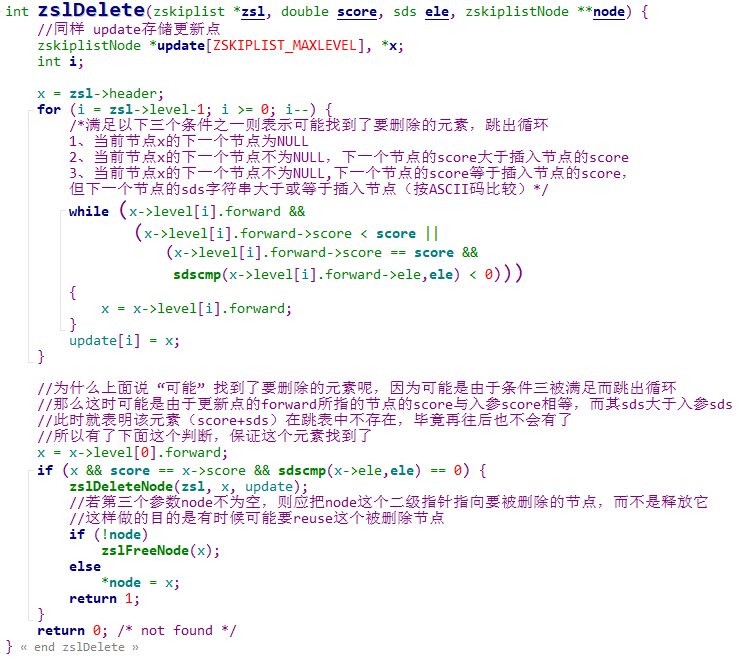 int zslDelete(zskiplist *zsl, double score, sds ele, zskiplistNode **node) {
    //同样 update存储更新点
    zskiplistNode *update[ZSKIPLIST_MAXLEVEL], *x;
    int i;

    x = zsl->header;
    for (i = zsl->level-1; i >= 0; i--) {
        /*满足以下三个条件之一则表示可能找到了要删除的元素，跳出循环
        1、当前节点x的下一个节点为NULL
        2、当前节点x的下一个节点不为NULL，下一个节点的score大于插入节点的score
        3、当前节点x的下一个节点不为NULL,下一个节点的score等于插入节点的score，
        但下一个节点的sds字符串大于或等于插入节点（按ASCII码比较）*/
        while (x->level[i].forward &&
                (x->level[i].forward->score < score ||
                    (x->level[i].forward->score == score &&
                     sdscmp(x->level[i].forward->ele,ele) < 0)))
        {
            x = x->level[i].forward;
        }
        update[i] = x;
    }

    //为什么上面说“可能”找到了要删除的元素呢，因为可能是由于条件三被满足而跳出循环
    //那么这时可能是由于更新点的forward所指的节点的score与入参score相等，而其sds大于入参sds
    //此时就表明该元素（score+sds）在跳表中不存在，毕竟再往后也不会有了
    //所以有了下面这个判断，保证这个元素找到了
    x = x->level[0].forward;
    if (x && score == x->score && sdscmp(x->ele,ele) == 0) {
        zslDeleteNode(zsl, x, update);
        //若第三个参数node不为空，则应把node这个二级指针指向要被删除的节点，而不是释放它
        //这样做的目的是有时候可能要reuse这个被删除节点
        if (!node)
            zslFreeNode(x);
        else
            *node = x;
        return 1;
    }
    return 0; /* not found */
} « end zslDelete »